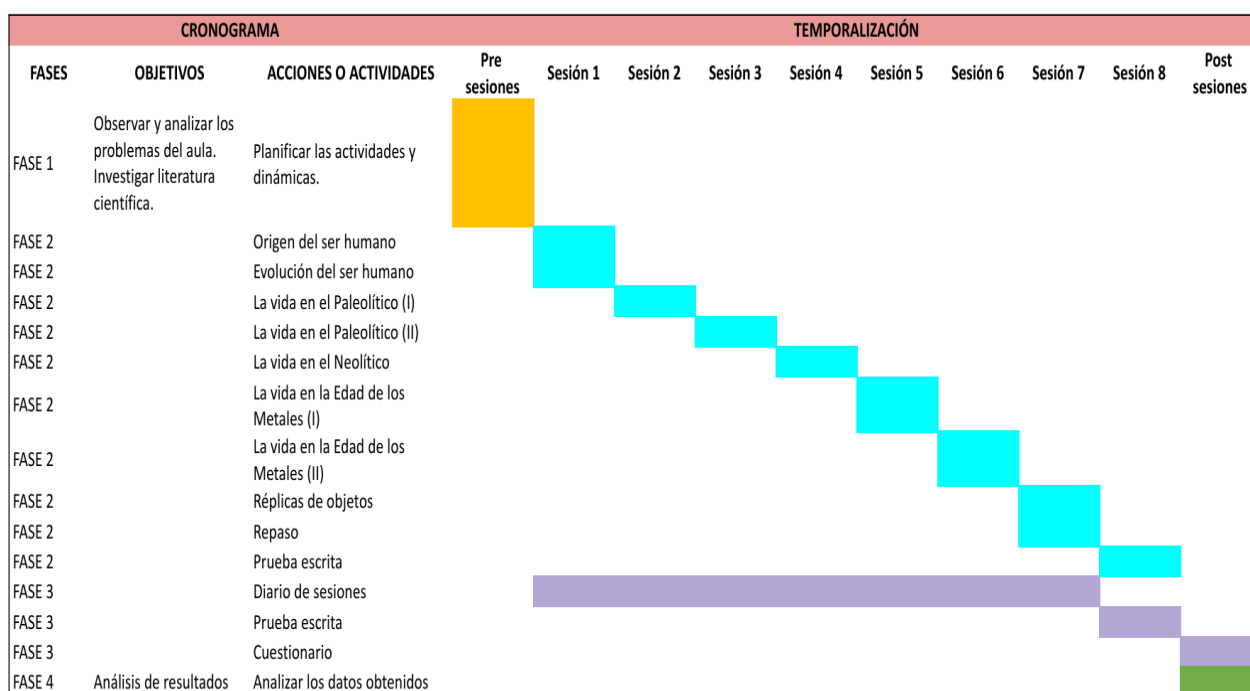 CRONOGRAMA TEMPORALIZACIÓN
FASES OBJETIVOS ACCIONES O ACTIVIDADES Pre sesiones Sesión 1 Sesión 2 Sesión 3 Sesión 4 Sesión 5 Sesión 6 Sesión 7 Sesión 8 Post sesiones
FASE 1
Observar y analizar los
problemas del aula.
Investigar literatura
científica.
Planificar las actividades y
dinámicas.
FASE 2 Origen del ser humano
FASE 2 Evolución del ser humano
FASE 2 La vida en el Paleolítico (I)
FASE 2 La vida en el Paleolítico (II)
FASE 2 La vida en el Neolítico
FASE 2 La vida en la Edad de los
Metales (I)
FASE 2 La vida en la Edad de los
Metales (II)
FASE 2 Réplicas de objetos
FASE 2 Repaso
FASE 2 Prueba escrita
FASE 3 Diario de sesiones
FASE 3 Prueba escrita
FASE 3 Cuestionario
FASE 4 Análisis de resultados Analizar los datos obtenidos